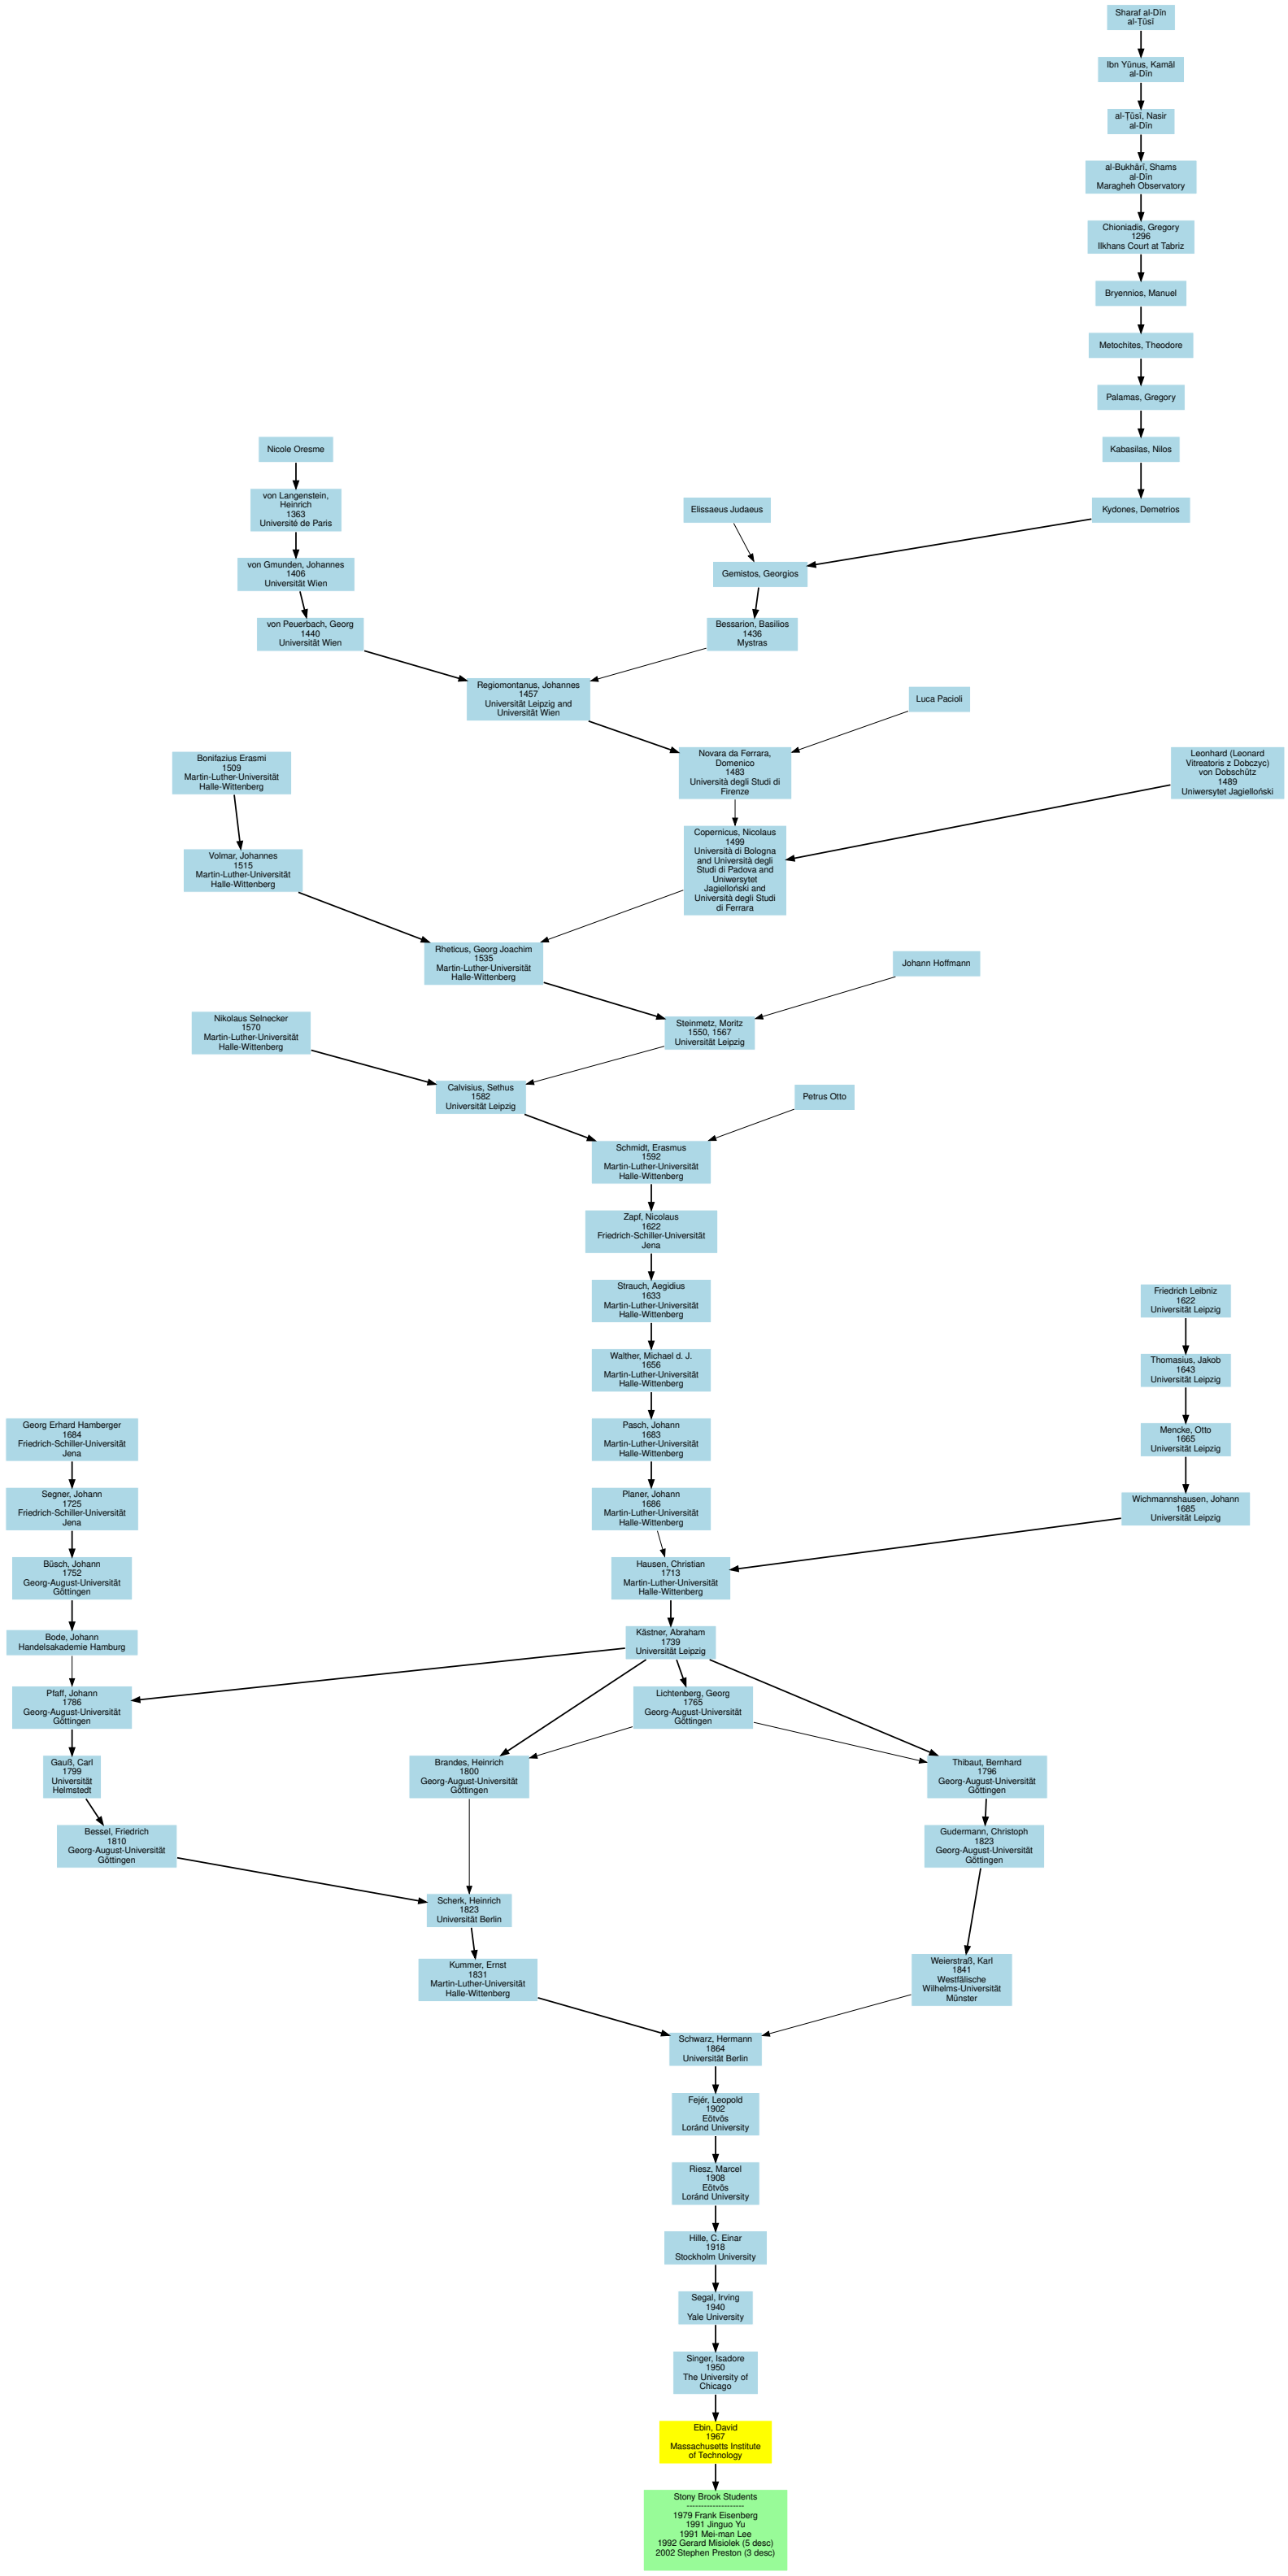 Sharaf al-Dīn
al-Ṭūsī
Ibn Yūnus, Kamāl
al-Dīn
al-Ṭūsī, Nasir
al-Dīn
al-Bukhārī, Shams
al-Dīn
Maragheh Observatory
Chioniadis, Gregory
1296
Ilkhans Court at Tabriz
Bryennios, Manuel
Metochites, Theodore
Palamas, Gregory
Nicole Oresme
Kabasilas, Nilos
von Langenstein,
Heinrich
1363
Université de Paris
Elissaeus Judaeus
Kydones, Demetrios
von Gmunden, Johannes
1406
Universität Wien
Gemistos, Georgios
von Peuerbach, Georg
1440
Universität Wien
Bessarion, Basilios
1436
Mystras
Regiomontanus, Johannes
1457
Universität Leipzig and
Universität Wien
Luca Pacioli
Bonifazius Erasmi
1509
Martin-Luther-Universität
Halle-Wittenberg
Novara da Ferrara,
Domenico
1483
Università degli Studi di
Firenze
Leonhard (Leonard
Vitreatoris z Dobczyc)
von Dobschütz
1489
Uniwersytet Jagielloński
Volmar, Johannes
1515
Martin-Luther-Universität
Halle-Wittenberg
Copernicus, Nicolaus
1499
Università di Bologna
and Università degli
Studi di Padova and
Uniwersytet
Jagielloński and
Università degli Studi
di Ferrara
Rheticus, Georg Joachim
1535
Martin-Luther-Universität
Halle-Wittenberg
Johann Hoffmann
Nikolaus Selnecker
1570
Martin-Luther-Universität
Halle-Wittenberg
Steinmetz, Moritz
1550, 1567
Universität Leipzig
Calvisius, Sethus
1582
Universität Leipzig
Petrus Otto
Schmidt, Erasmus
1592
Martin-Luther-Universität
Halle-Wittenberg
Zapf, Nicolaus
1622
Friedrich-Schiller-Universität
Jena
Strauch, Aegidius
1633
Martin-Luther-Universität
Halle-Wittenberg
Friedrich Leibniz
1622
Universität Leipzig
Walther, Michael d. J.
1656
Martin-Luther-Universität
Halle-Wittenberg
Thomasius, Jakob
1643
Universität Leipzig
Georg Erhard Hamberger
1684
Friedrich-Schiller-Universität
Jena
Pasch, Johann
1683
Martin-Luther-Universität
Halle-Wittenberg
Mencke, Otto
1665
Universität Leipzig
Segner, Johann
1725
Friedrich-Schiller-Universität
Jena
Planer, Johann
1686
Martin-Luther-Universität
Halle-Wittenberg
Wichmannshausen, Johann
1685
Universität Leipzig
Büsch, Johann
1752
Georg-August-Universität
Göttingen
Hausen, Christian
1713
Martin-Luther-Universität
Halle-Wittenberg
Bode, Johann
Handelsakademie Hamburg
Kästner, Abraham
1739
Universität Leipzig
Pfaff, Johann
1786
Georg-August-Universität
Göttingen
Lichtenberg, Georg
1765
Georg-August-Universität
Göttingen
Gauß, Carl
1799
Universität
Helmstedt
Brandes, Heinrich
1800
Georg-August-Universität
Göttingen
Thibaut, Bernhard
1796
Georg-August-Universität
Göttingen
Bessel, Friedrich
1810
Georg-August-Universität
Göttingen
Gudermann, Christoph
1823
Georg-August-Universität
Göttingen
Scherk, Heinrich
1823
Universität Berlin
Kummer, Ernst
1831
Martin-Luther-Universität
Halle-Wittenberg
Weierstraß, Karl
1841
Westfälische
Wilhelms-Universität
Münster
Schwarz, Hermann
1864
Universität Berlin
Fejér, Leopold
1902
Eötvös
Loránd University
Riesz, Marcel
1908
Eötvös
Loránd University
Hille, C. Einar
1918
Stockholm University
Segal, Irving
1940
Yale University
Singer, Isadore
1950
The University of
Chicago
Ebin, David
1967
Massachusetts Institute
of Technology
Stony Brook Students
--------------------
1979 Frank Eisenberg
1991 Jinguo Yu
1991 Mei-man Lee
1992 Gerard Misiolek (5 desc)
2002 Stephen Preston (3 desc)